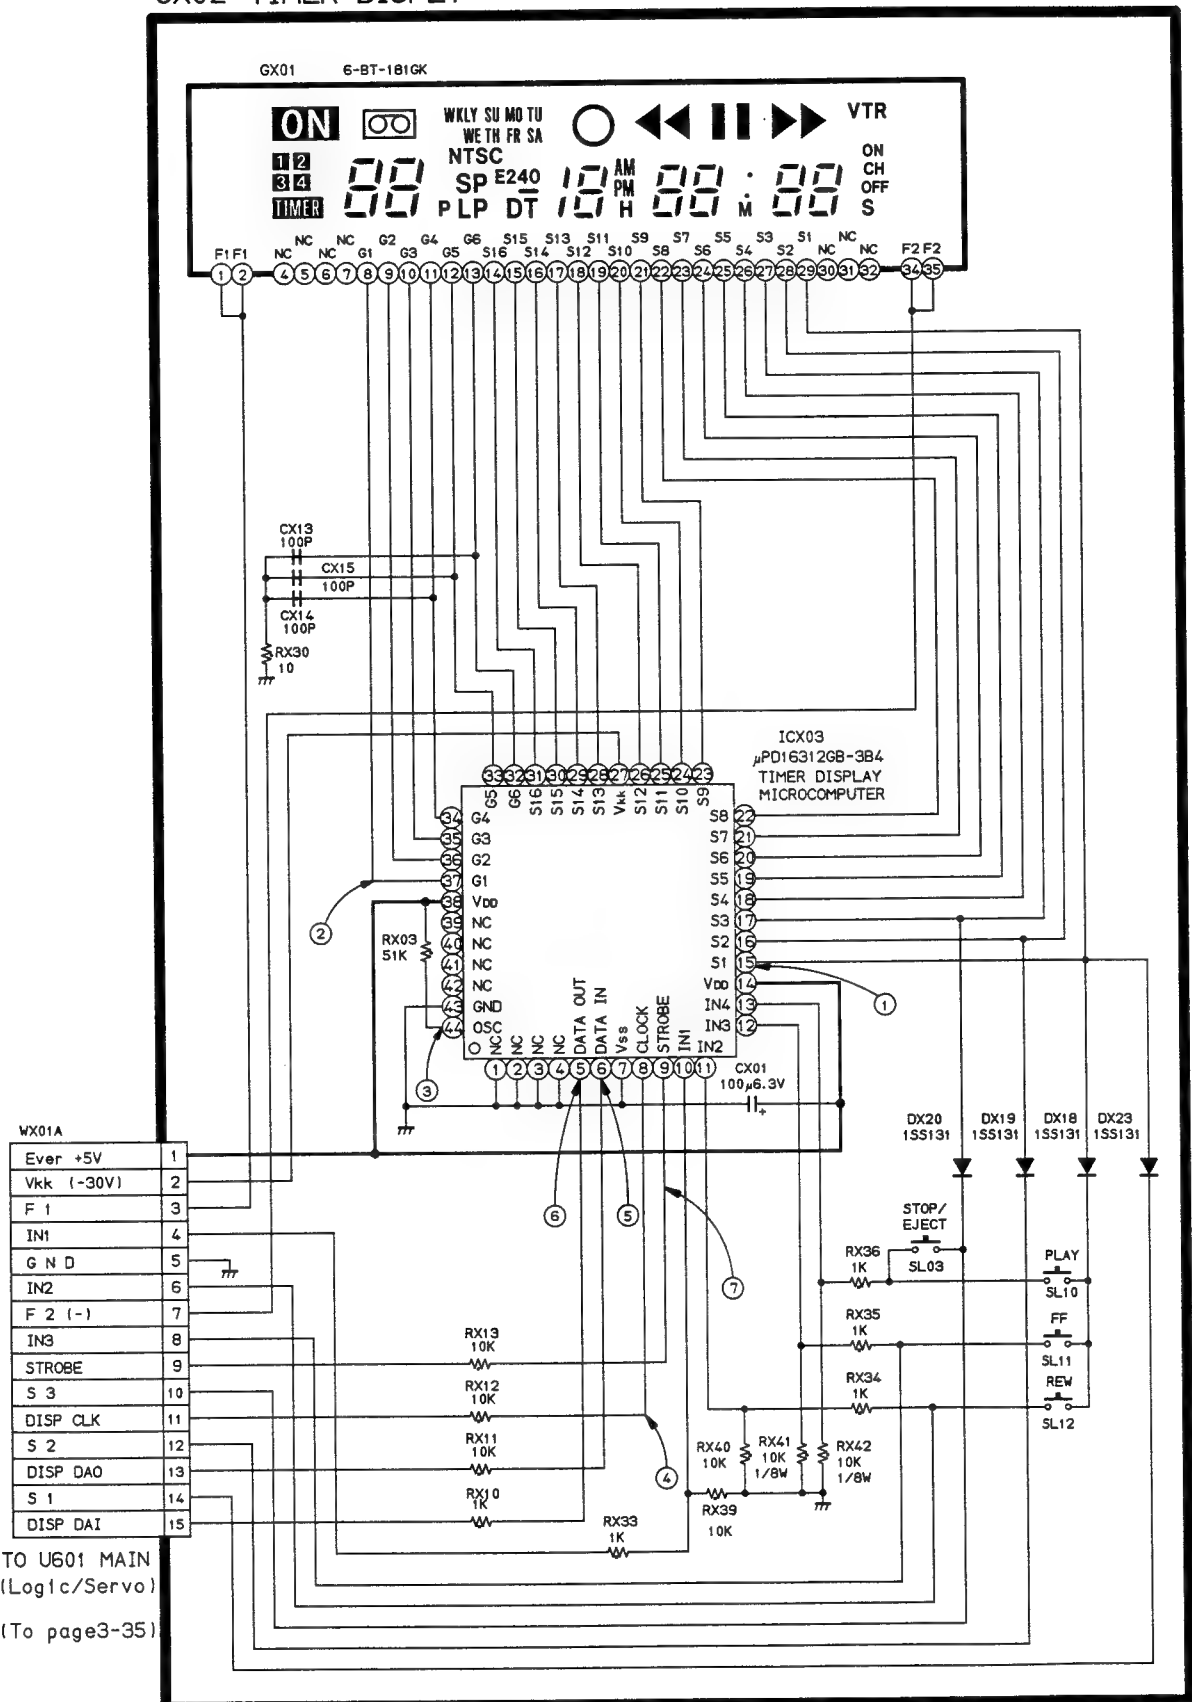 GX01 6-BT-181GK
ON
WKLY SU MO TU
WE TH FR SA
VTR
1 2
3 4
TIMER
88
NTSC
SP E240
P LP DT
18
AM
PM
H
88 : 88
M
ON
CH
OFF
S
F1 F1 NC NC NC NC G1 G2 G3 G4 G5 G6 S16 S15 S14 S13 S12 S11 S10 S9 S8 S7 S6 S5 S4 S3 S2 S1 NC NC NC F2 F2
1 2 4 5 6 7 8 9 10 11 12 13 14 15 16 17 18 19 20 21 22 23 24 25 26 27 28 29 30 31 32 34 35
CX13
100P
CX15
100P
CX14
100P
RX30
10
ICX03
μPD16312GB-3B4
TIMER DISPLAY
MICROCOMPUTER
33 32 31 30 29 28 27 26 25 24 23
G5 G6 S16 S15 S14 S13 Vkk S12 S11 S10 S9
34 G4
35 G3
36 G2
37 G1
38 VDD
39 NC
40 NC
41 NC
42 NC
43 GND
44 OSC
S8 22
S7 21
S6 20
S5 19
S4 18
S3 17
S2 16
S1 15
VDD 14
IN4 13
IN3 12
2
RX03
51K
3
1
NC NC NC NC DATA OUT DATA IN Vss CLOCK STROBE IN1 IN2
1 2 3 4 5 6 7 8 9 10 11
CX01
100μ6.3V
+
DX20
1SS131
DX19
1SS131
DX18
1SS131
DX23
1SS131
6
5
7
STOP/
EJECT
SL03
RX36
1K
PLAY
SL10
RX35
1K
FF
SL11
RX34
1K
REW
SL12
WX01A
Ever +5V 1
Vkk (-30V) 2
F 1 3
IN1 4
G N D 5
IN2 6
F 2 (-) 7
IN3 8
STROBE 9
S 3 10
DISP CLK 11
S 2 12
DISP DAO 13
S 1 14
DISP DAI 15
RX13
10K
RX12
10K
RX11
10K
RX10
1K
4
RX40
10K
RX41
10K
1/8W
RX42
10K
1/8W
RX39
10K
RX33
1K
TO U601 MAIN
(Logic/Servo)
(To page3-35)